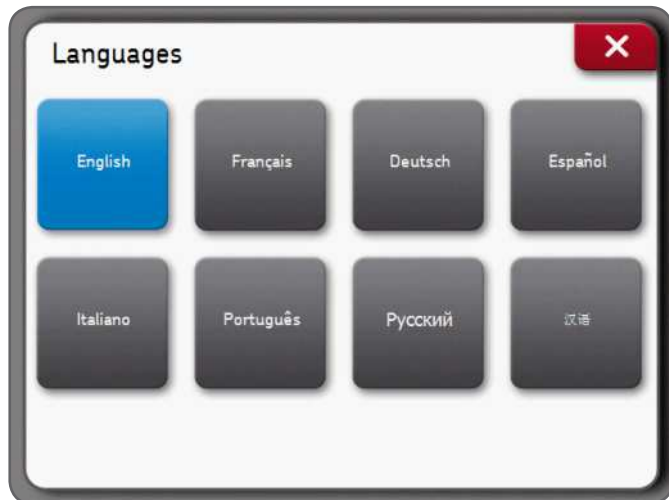 Languages
English
Français
Deutsch
Español
Italiano
Português
Русский
汉语